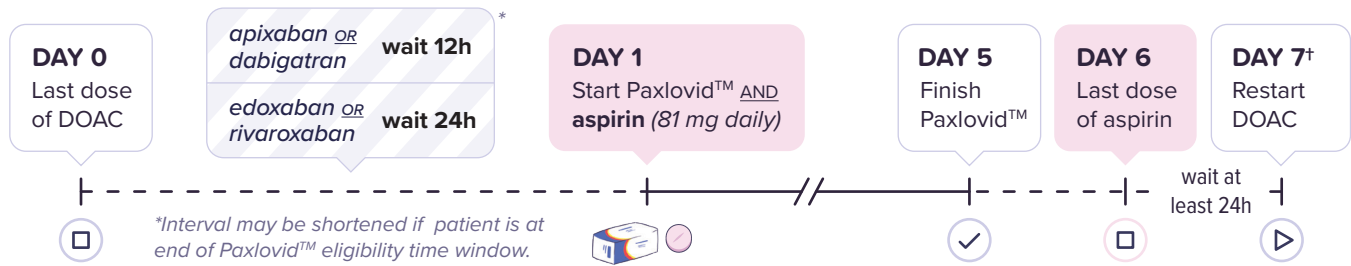 DAY 0
Last dose
of DOAC
apixaban OR
dabigatran
wait 12h
*
edoxaban OR
rivaroxaban
wait 24h
DAY 1
Start Paxlovid™ AND
aspirin (81 mg daily)
DAY 5
Finish
Paxlovid™
DAY 6
Last dose
of aspirin
DAY 7†
Restart
DOAC
wait at
least 24h
*Interval may be shortened if patient is at
end of Paxlovid™ eligibility time window.